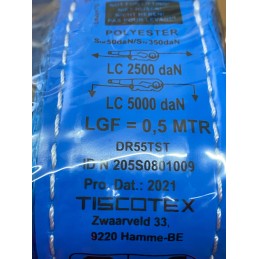 POLYESTER
LC 2500 daN
LC 5000 daN
LGF = 0,5 MTR
DR55TST
ID N 205S0801009
Pro. Dat.: 2021
TISCOTEX
Zwaarveld 33,
9220 Hamme-BE